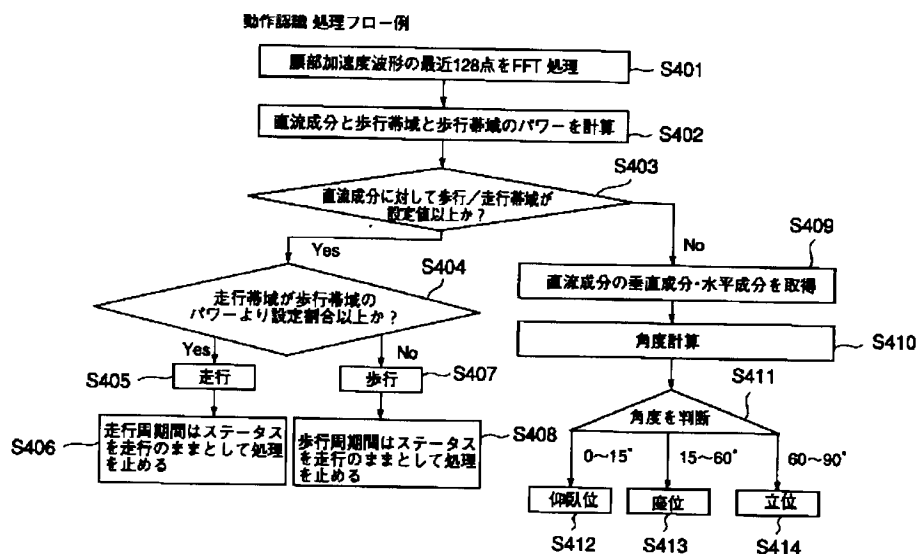 動作認識 処理フロー例
腰部加速度波形の最近128点をFFT 処理
S401
直流成分と歩行帯域と歩行帯域のパワーを計算
S402
S403
直流成分に対して歩行/走行帯域が
設定値以上か?
Yes
No
S404
走行帯域が歩行帯域の
パワーより設定割合以上か?
Yes
No
S405
走行
歩行
S407
S406
走行周期間はステータス
を走行のままとして処理
を止める
歩行周期間はステータス
を走行のままとして処理
を止める
S408
S409
直流成分の垂直成分・水平成分を取得
角度計算
S410
S411
角度を判断
0~15°
15~60°
60~90°
仰臥位
座位
立位
S412
S413
S414